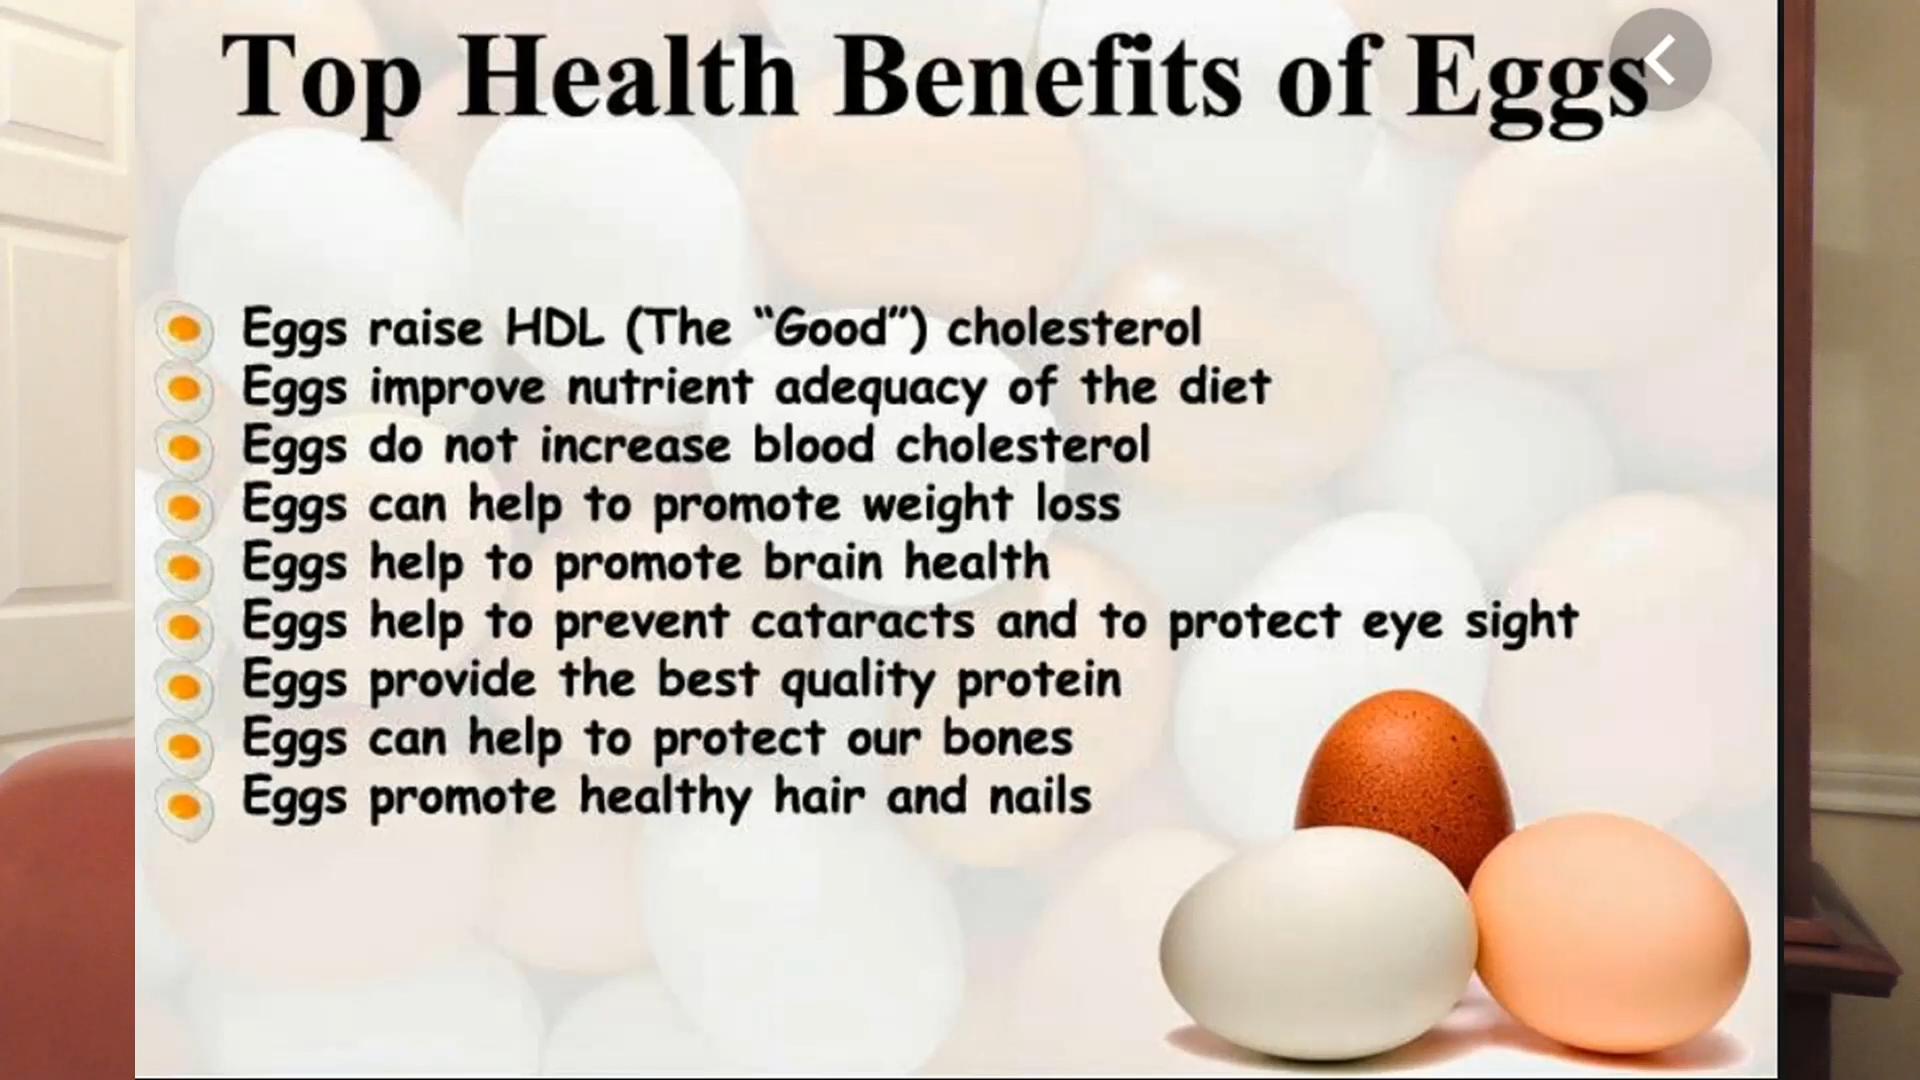 Top Health Benefits of Eggs
Eggs raise HDL (The “Good”) cholesterol
Eggs improve nutrient adequacy of the diet
Eggs do not increase blood cholesterol
Eggs can help to promote weight loss
Eggs help to promote brain health
Eggs help to prevent cataracts and to protect eye sight
Eggs provide the best quality protein
Eggs can help to protect our bones
Eggs promote healthy hair and nails